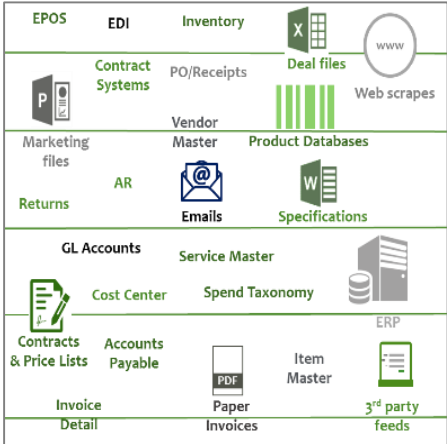 EPOS
EDI
Inventory
X
Deal files
www
Web scrapes
Contract
Systems
PO/Receipts
P
Marketing
files
Vendor
Master
Product Databases
AR
@
Emails
W
Specifications
Returns
GL Accounts
Service Master
Cost Center
Spend Taxonomy
ERP
Contracts
& Price Lists
Accounts
Payable
PDF
Paper
Invoices
Item
Master
3rd party
feeds
Invoice
Detail